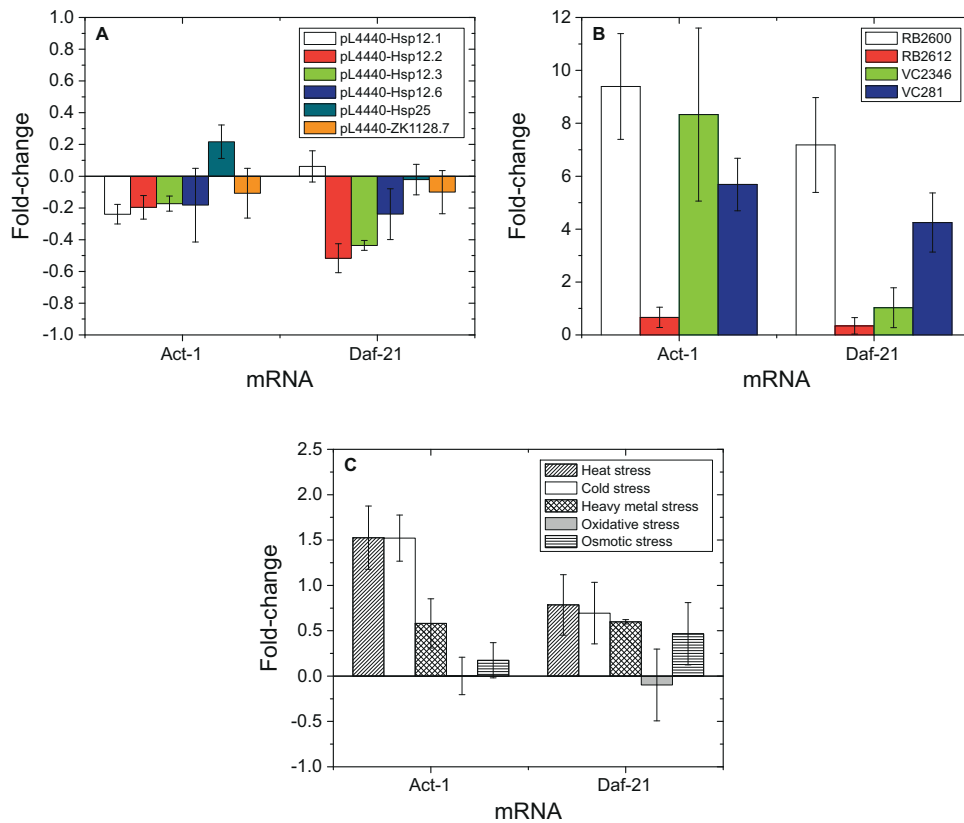 A
pL4440-Hsp12.1
pL4440-Hsp12.2
pL4440-Hsp12.3
pL4440-Hsp12.6
pL4440-Hsp25
pL4440-ZK1128.7
1.0
0.8
0.6
0.4
0.2
0.0
-0.2
-0.4
-0.6
-0.8
-1.0
Fold-change
Act-1
Daf-21
mRNA
B
RB2600
RB2612
VC2346
VC281
12
10
8
6
4
2
0
Fold-change
Act-1
Daf-21
mRNA
C
Heat stress
Cold stress
Heavy metal stress
Oxidative stress
Osmotic stress
2.5
2.0
1.5
1.0
0.5
0.0
-0.5
-1.0
Fold-change
Act-1
Daf-21
mRNA